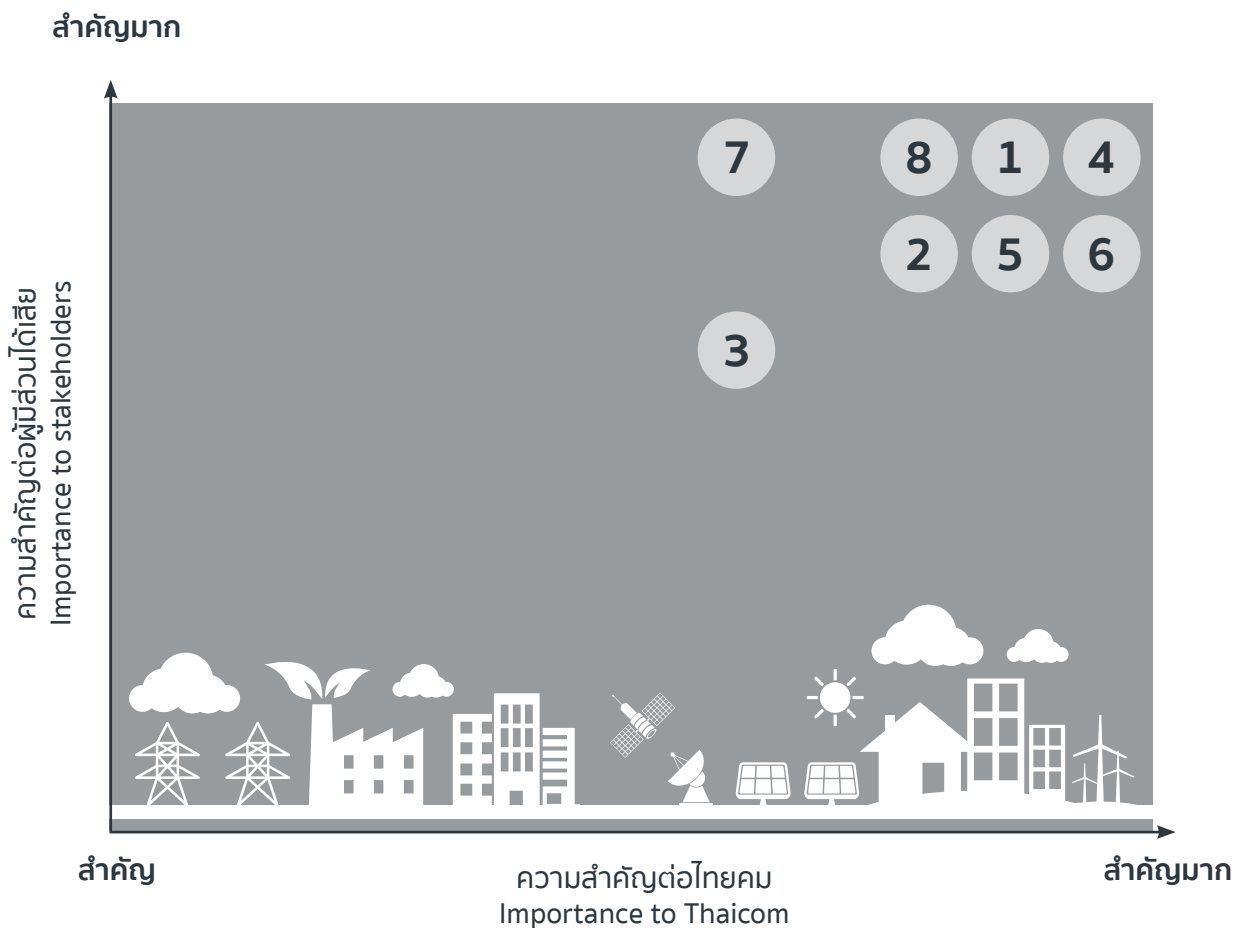 สำคัญมาก
7 8 1 4
2 5 6
3
ความสำคัญต่อผู้มีส่วนได้เสีย
Importance to stakeholders
สำคัญ
ความสำคัญต่อไทยคม
Importance to Thaicom
สำคัญมาก